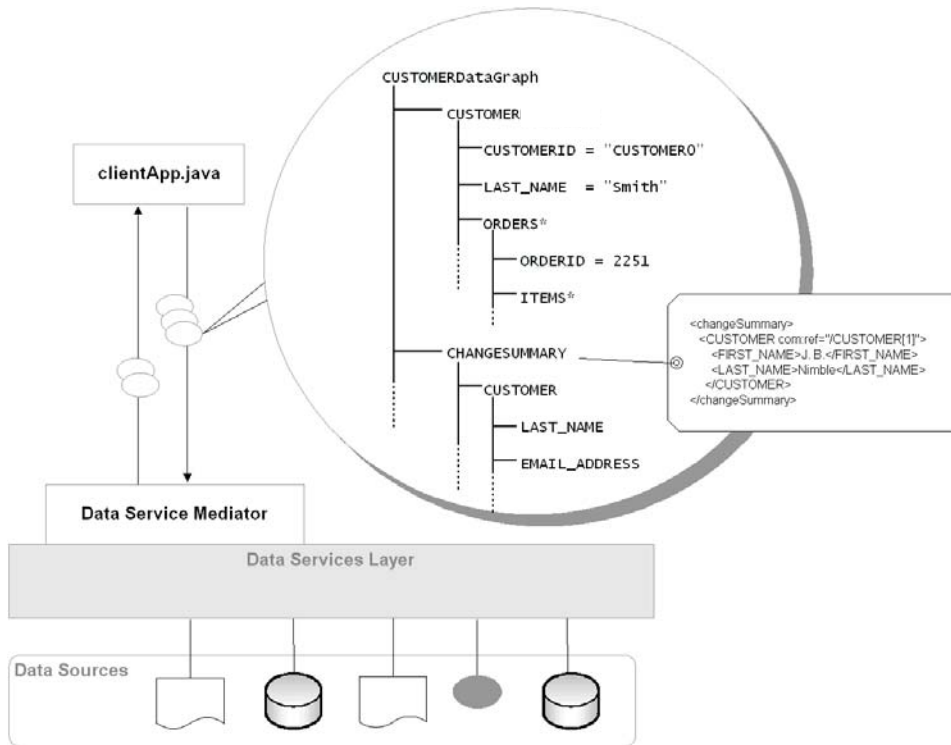 CUSTOMERDataGraph
CUSTOMER
CUSTOMERID = "CUSTOMER0"
LAST_NAME = "Smith"
ORDERS*
ORDERID = 2251
ITEMS*
CHANGESUMMARY
CUSTOMER
LAST_NAME
EMAIL_ADDRESS
clientApp.java
<changeSummary>
<CUSTOMER com:ref="/CUSTOMER[1]">
<FIRST_NAME>J. B.</FIRST_NAME>
<LAST_NAME>Nimble</LAST_NAME>
</CUSTOMER>
</changeSummary>
Data Service Mediator
Data Services Layer
Data Sources